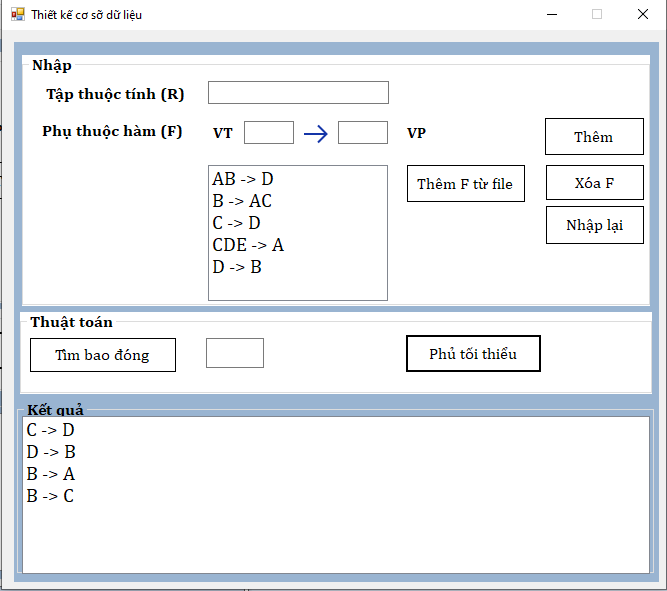 Thiết kế cơ sỡ dữ liệu
Nhập
Tập thuộc tính (R)
Phụ thuộc hàm (F) VT VP
Thêm
AB -> D
B -> AC
C -> D
CDE -> A
D -> B
Thêm F từ file
Xóa F
Nhập lại
Thuật toán
Tìm bao đóng
Phủ tối thiểu
Kết quả
C -> D
D -> B
B -> A
B -> C